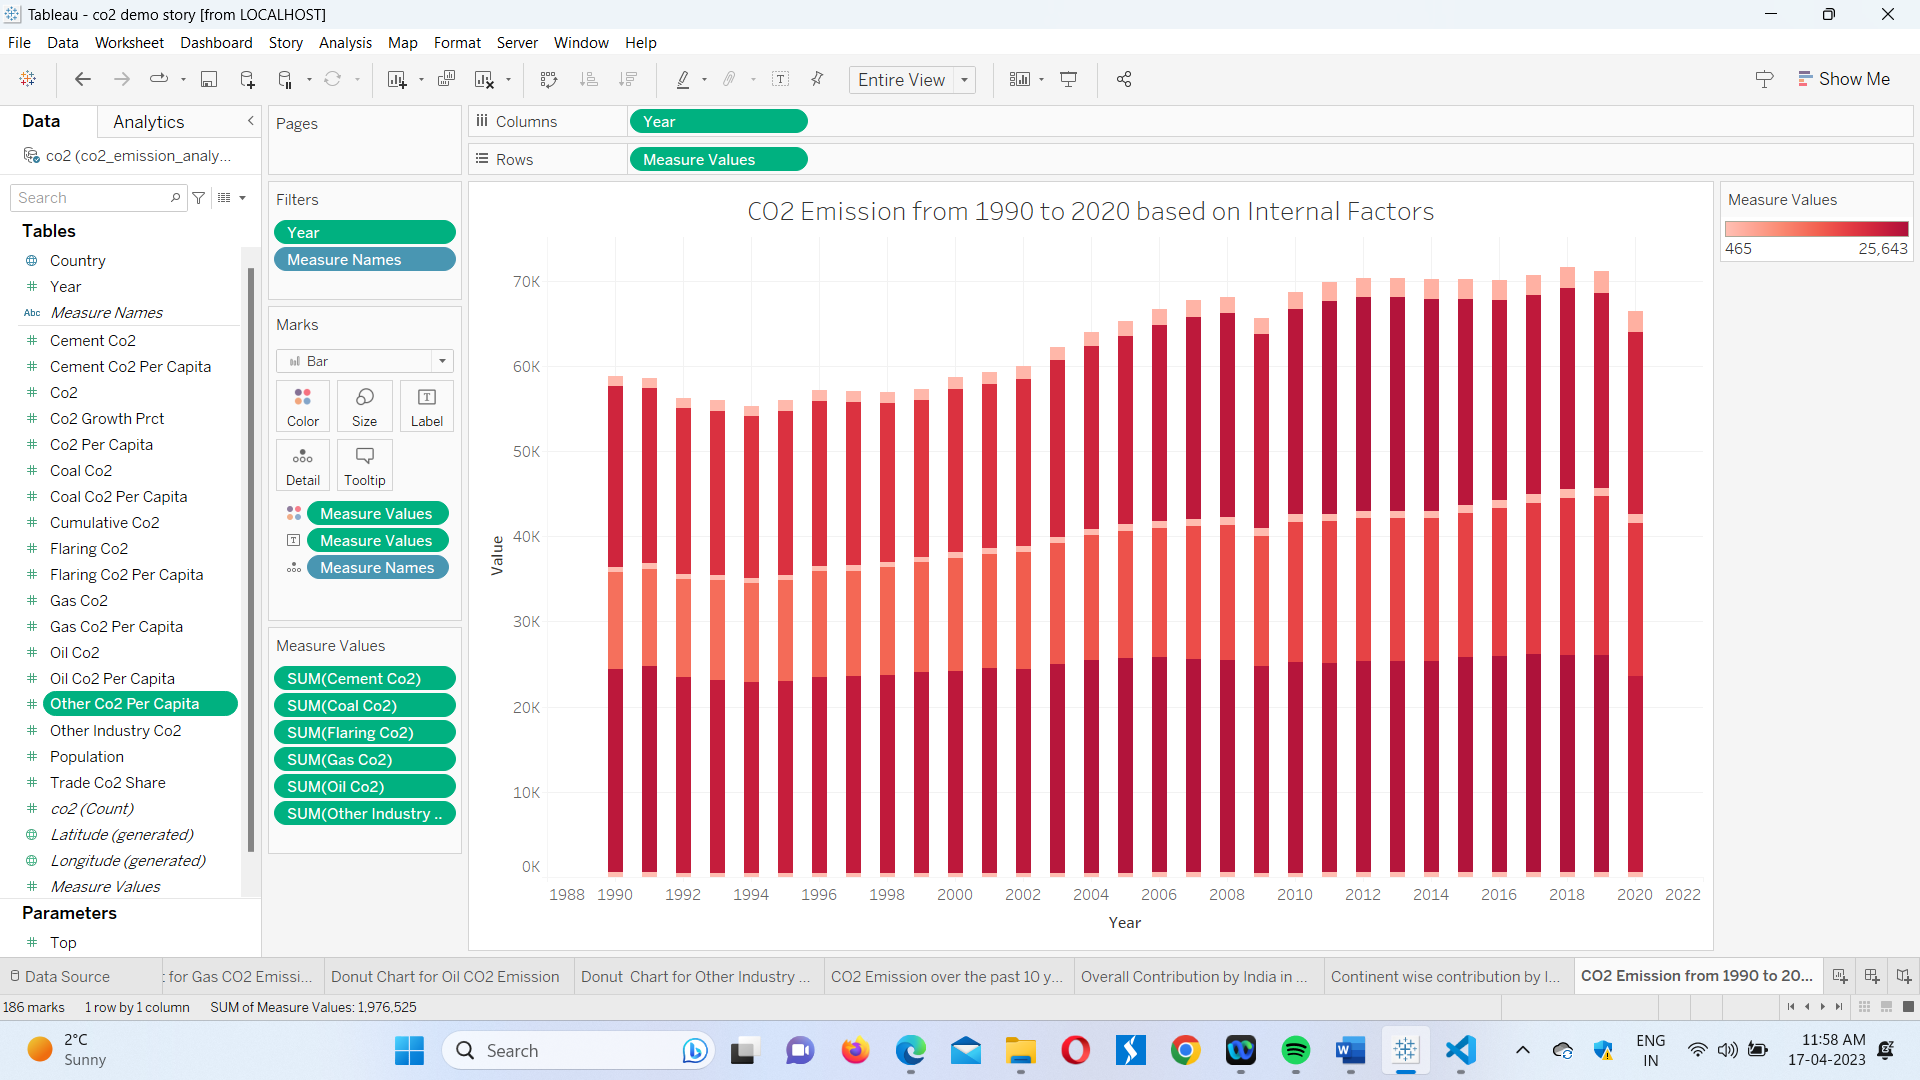 Tableau - co2 demo story [from LOCALHOST]
File Data Worksheet Dashboard Story Analysis Map Format Server Window Help
Entire View
Show Me
Data
Analytics
co2 (co2_emission_analy...
Search
Tables
Country
Year
Abc Measure Names
Cement Co2
Cement Co2 Per Capita
Co2
Co2 Growth Prct
Co2 Per Capita
Coal Co2
Coal Co2 Per Capita
Cumulative Co2
Flaring Co2
Flaring Co2 Per Capita
Gas Co2
Gas Co2 Per Capita
Oil Co2
Oil Co2 Per Capita
Other Co2 Per Capita
Other Industry Co2
Population
Trade Co2 Share
co2 (Count)
Latitude (generated)
Longitude (generated)
Measure Values
Parameters
Top
Pages
Filters
Year
Measure Names
Marks
Bar
Color
Size
Label
Detail
Tooltip
Measure Values
Measure Values
Measure Names
Measure Values
SUM(Cement Co2)
SUM(Coal Co2)
SUM(Flaring Co2)
SUM(Gas Co2)
SUM(Oil Co2)
SUM(Other Industry ..
Columns
Year
Rows
Measure Values
CO2 Emission from 1990 to 2020 based on Internal Factors
70K
60K
50K
40K
30K
20K
10K
0K
Value
1988 1990 1992 1994 1996 1998 2000 2002 2004 2006 2008 2010 2012 2014 2016 2018 2020 2022
Year
Measure Values
465 25,643
Data Source
t for Gas CO2 Emissi...
Donut Chart for Oil CO2 Emission
Donut Chart for Other Industry ...
CO2 Emission over the past 10 y...
Overall Contribution by India in ...
Continent wise contribution by I...
CO2 Emission from 1990 to 20...
186 marks 1 row by 1 column SUM of Measure Values: 1,976,525
2°C
Sunny
Search
ENG
IN
11:58 AM
17-04-2023